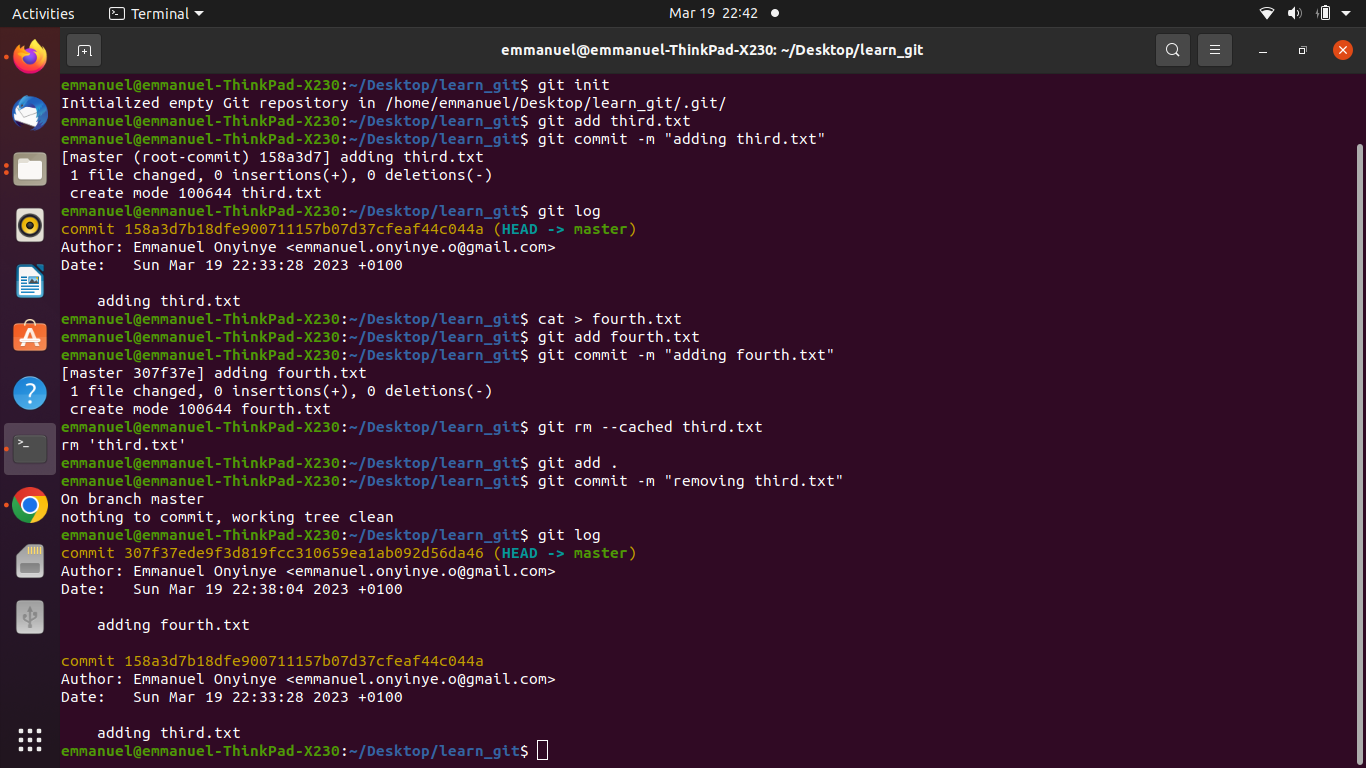 Activities
Terminal
Mar 19 22:42
emmanuel@emmanuel-ThinkPad-X230: ~/Desktop/learn_git
emmanuel@emmanuel-ThinkPad-X230:~/Desktop/learn_git$ git init
Initialized empty Git repository in /home/emmanuel/Desktop/learn_git/.git/
emmanuel@emmanuel-ThinkPad-X230:~/Desktop/learn_git$ git add third.txt
emmanuel@emmanuel-ThinkPad-X230:~/Desktop/learn_git$ git commit -m "adding third.txt"
[master (root-commit) 158a3d7] adding third.txt
 1 file changed, 0 insertions(+), 0 deletions(-)
 create mode 100644 third.txt
emmanuel@emmanuel-ThinkPad-X230:~/Desktop/learn_git$ git log
commit 158a3d7b18dfe900711157b07d37cfeaf44c044a (HEAD -> master)
Author: Emmanuel Onyinye <emmanuel.onyinye.o@gmail.com>
Date:   Sun Mar 19 22:33:28 2023 +0100
    adding third.txt
emmanuel@emmanuel-ThinkPad-X230:~/Desktop/learn_git$ cat > fourth.txt
emmanuel@emmanuel-ThinkPad-X230:~/Desktop/learn_git$ git add fourth.txt
emmanuel@emmanuel-ThinkPad-X230:~/Desktop/learn_git$ git commit -m "adding fourth.txt"
[master 307f37e] adding fourth.txt
 1 file changed, 0 insertions(+), 0 deletions(-)
 create mode 100644 fourth.txt
emmanuel@emmanuel-ThinkPad-X230:~/Desktop/learn_git$ git rm --cached third.txt
rm 'third.txt'
emmanuel@emmanuel-ThinkPad-X230:~/Desktop/learn_git$ git add .
emmanuel@emmanuel-ThinkPad-X230:~/Desktop/learn_git$ git commit -m "removing third.txt"
On branch master
nothing to commit, working tree clean
emmanuel@emmanuel-ThinkPad-X230:~/Desktop/learn_git$ git log
commit 307f37ede9f3d819fcc310659ea1ab092d56da46 (HEAD -> master)
Author: Emmanuel Onyinye <emmanuel.onyinye.o@gmail.com>
Date:   Sun Mar 19 22:38:04 2023 +0100
    adding fourth.txt
commit 158a3d7b18dfe900711157b07d37cfeaf44c044a
Author: Emmanuel Onyinye <emmanuel.onyinye.o@gmail.com>
Date:   Sun Mar 19 22:33:28 2023 +0100
    adding third.txt
emmanuel@emmanuel-ThinkPad-X230:~/Desktop/learn_git$